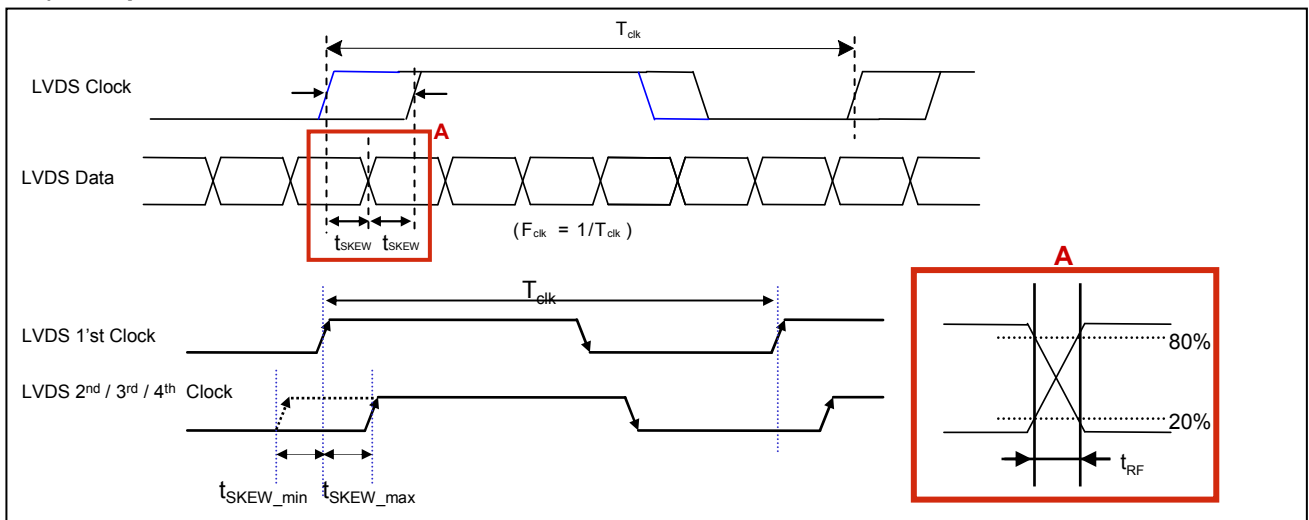 Tclk
LVDS Clock
A
LVDS Data
tSKEW tSKEW
(Fclk = 1/Tclk)
Tclk
LVDS 1'st Clock
LVDS 2nd / 3rd / 4th Clock
tSKEW_min tSKEW_max
A
80%
20%
tRF